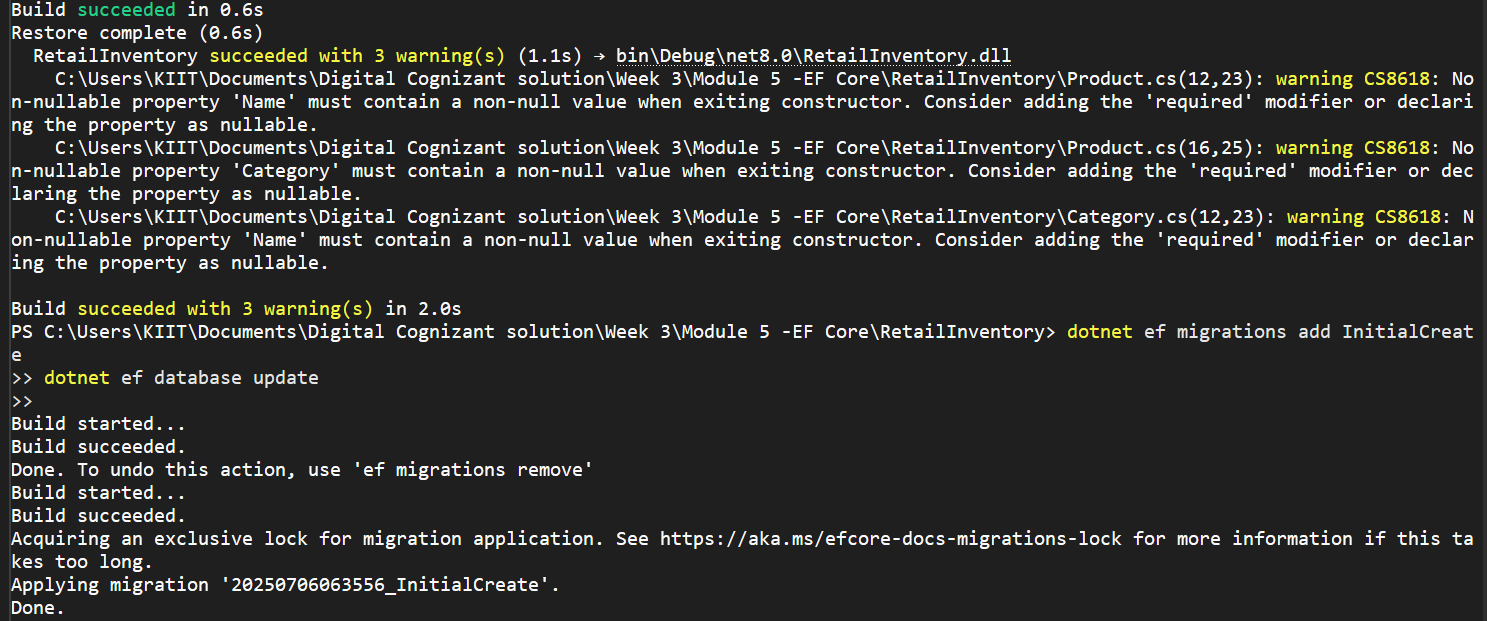 Build succeeded in 0.6s
Restore complete (0.6s)
  RetailInventory succeeded with 3 warning(s) (1.1s) → bin\Debug\net8.0\RetailInventory.dll
    C:\Users\KIIT\Documents\Digital Cognizant solution\Week 3\Module 5 -EF Core\RetailInventory\Product.cs(12,23): warning CS8618: No
n-nullable property 'Name' must contain a non-null value when exiting constructor. Consider adding the 'required' modifier or declari
ng the property as nullable.
    C:\Users\KIIT\Documents\Digital Cognizant solution\Week 3\Module 5 -EF Core\RetailInventory\Product.cs(16,25): warning CS8618: No
n-nullable property 'Category' must contain a non-null value when exiting constructor. Consider adding the 'required' modifier or dec
laring the property as nullable.
    C:\Users\KIIT\Documents\Digital Cognizant solution\Week 3\Module 5 -EF Core\RetailInventory\Category.cs(12,23): warning CS8618: N
on-nullable property 'Name' must contain a non-null value when exiting constructor. Consider adding the 'required' modifier or declar
ing the property as nullable.

Build succeeded with 3 warning(s) in 2.0s
PS C:\Users\KIIT\Documents\Digital Cognizant solution\Week 3\Module 5 -EF Core\RetailInventory> dotnet ef migrations add InitialCreat
e
>> dotnet ef database update
>>
Build started...
Build succeeded.
Done. To undo this action, use 'ef migrations remove'
Build started...
Build succeeded.
Acquiring an exclusive lock for migration application. See https://aka.ms/efcore-docs-migrations-lock for more information if this ta
kes too long.
Applying migration '20250706063556_InitialCreate'.
Done.